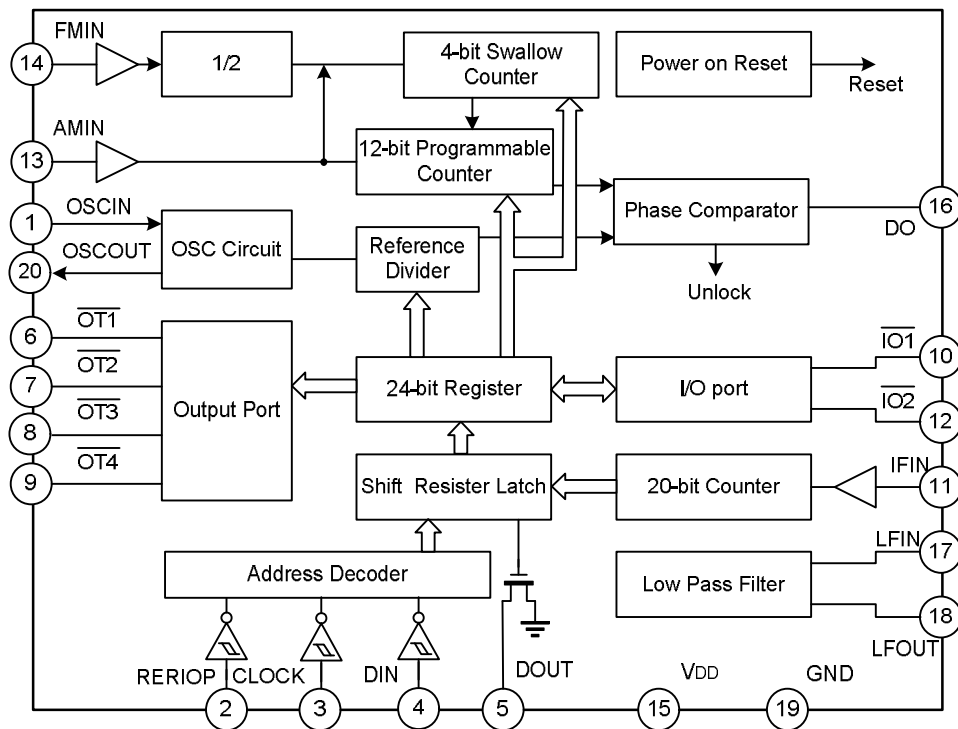 FMIN
14
1/2
4-bit Swallow
Counter
Power on Reset
Reset
AMIN
13
12-bit Programmable
Counter
1
OSCIN
OSC Circuit
Reference
Divider
Phase Comparator
16
DO
OSCOUT
20
Unlock
6
OT1
7
OT2
8
OT3
9
OT4
Output Port
24-bit Register
I/O port
IO1
10
IO2
12
Shift Resister Latch
20-bit Counter
IFIN
11
Address Decoder
Low Pass Filter
LFIN
17
18
LFOUT
RERIOP
CLOCK
DIN
DOUT
VDD
GND
2
3
4
5
15
19